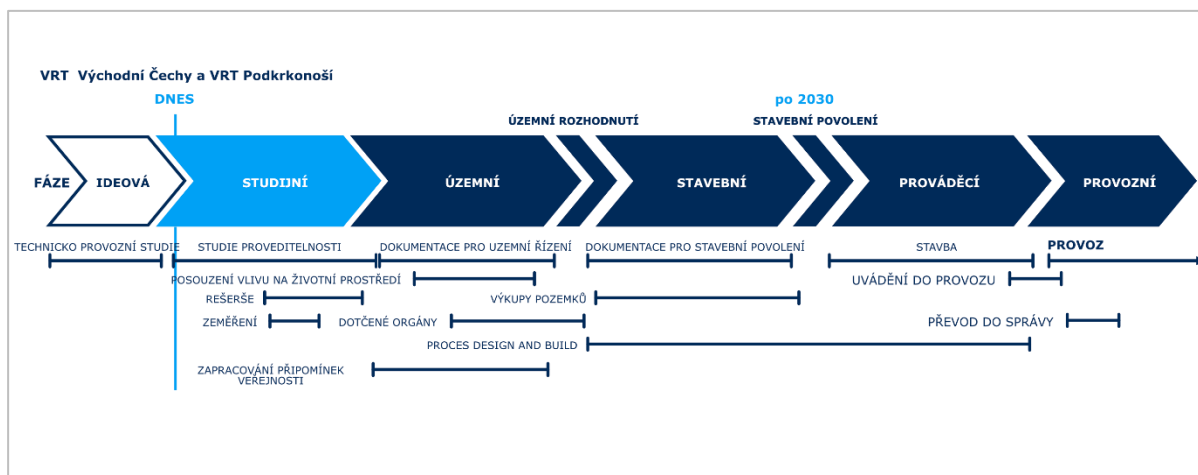 VRT Východní Čechy a VRT Podkrkonoší
DNES
po 2030
ÚZEMNÍ ROZHODNUTÍ
STAVEBNÍ POVOLENÍ
FÁZE
IDEOVÁ
STUDIJNÍ
ÚZEMNÍ
STAVEBNÍ
PROVÁDĚCÍ
PROVOZNÍ
TECHNICKO PROVOZNÍ STUDIE
STUDIE PROVEDITELNOSTI
DOKUMENTACE PRO UZEMNÍ ŘÍZENÍ
DOKUMENTACE PRO STAVEBNÍ POVOLENÍ
STAVBA
PROVOZ
POSOUZENÍ VLIVU NA ŽIVOTNÍ PROSTŘEDÍ
UVÁDĚNÍ DO PROVOZU
REŠERŠE
VÝKUPY POZEMKŮ
ZEMĚŘENÍ
DOTČENÉ ORGÁNY
PŘEVOD DO SPRÁVY
PROCES DESIGN AND BUILD
ZAPRACOVÁNÍ PŘIPOMÍNEK
VEŘEJNOSTI